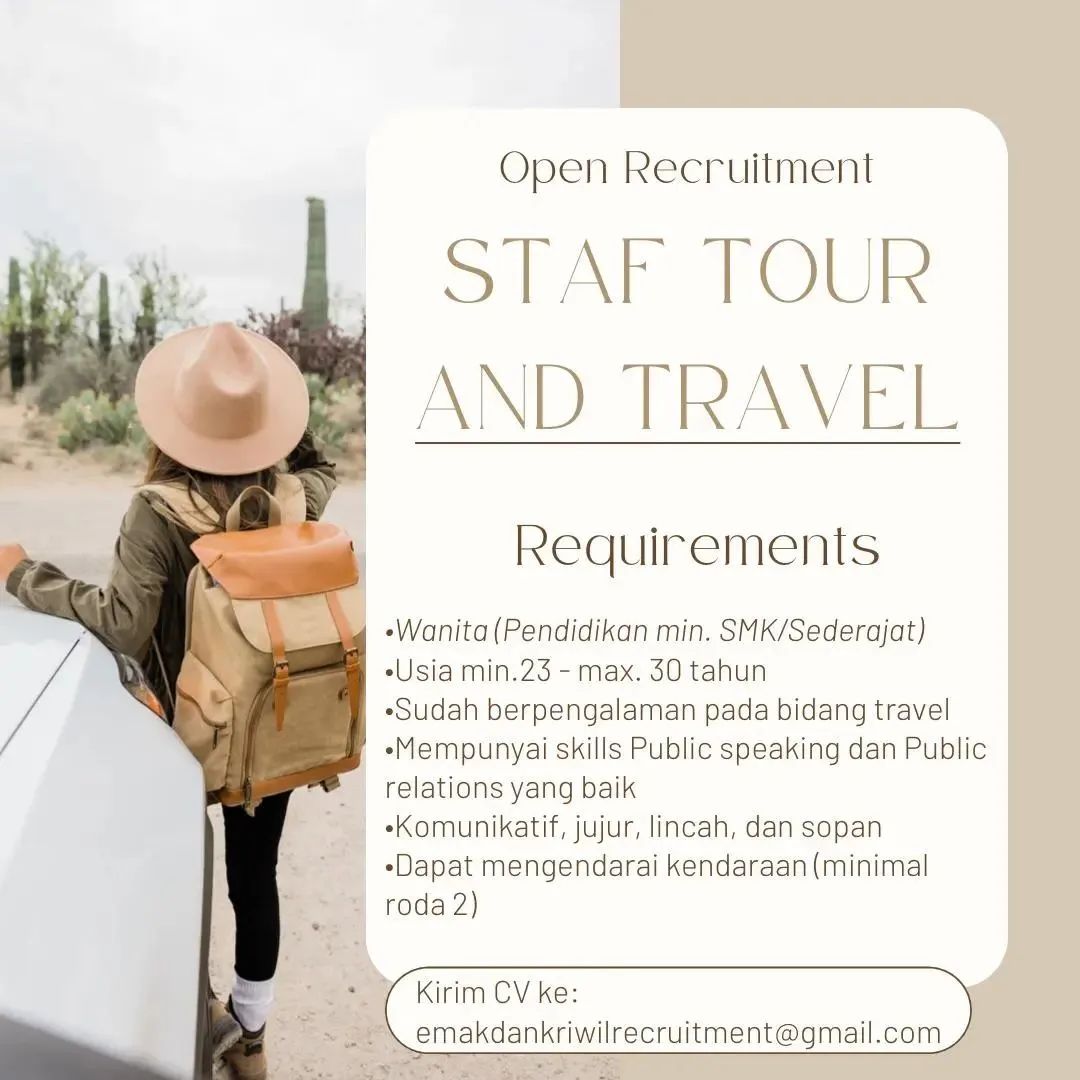 Open Recruitment
STAF TOUR
AND TRAVEL
Requirements
•Wanita (Pendidikan min. SMK/Sederajat)
•Usia min.23 - max. 30 tahun
•Sudah berpengalaman pada bidang travel
•Mempunyai skills Public speaking dan Public
relations yang baik
•Komunikatif, jujur, lincah, dan sopan
•Dapat mengendarai kendaraan (minimal
roda 2)
Kirim CV ke:
emakdankriwilrecruitment@gmail.com